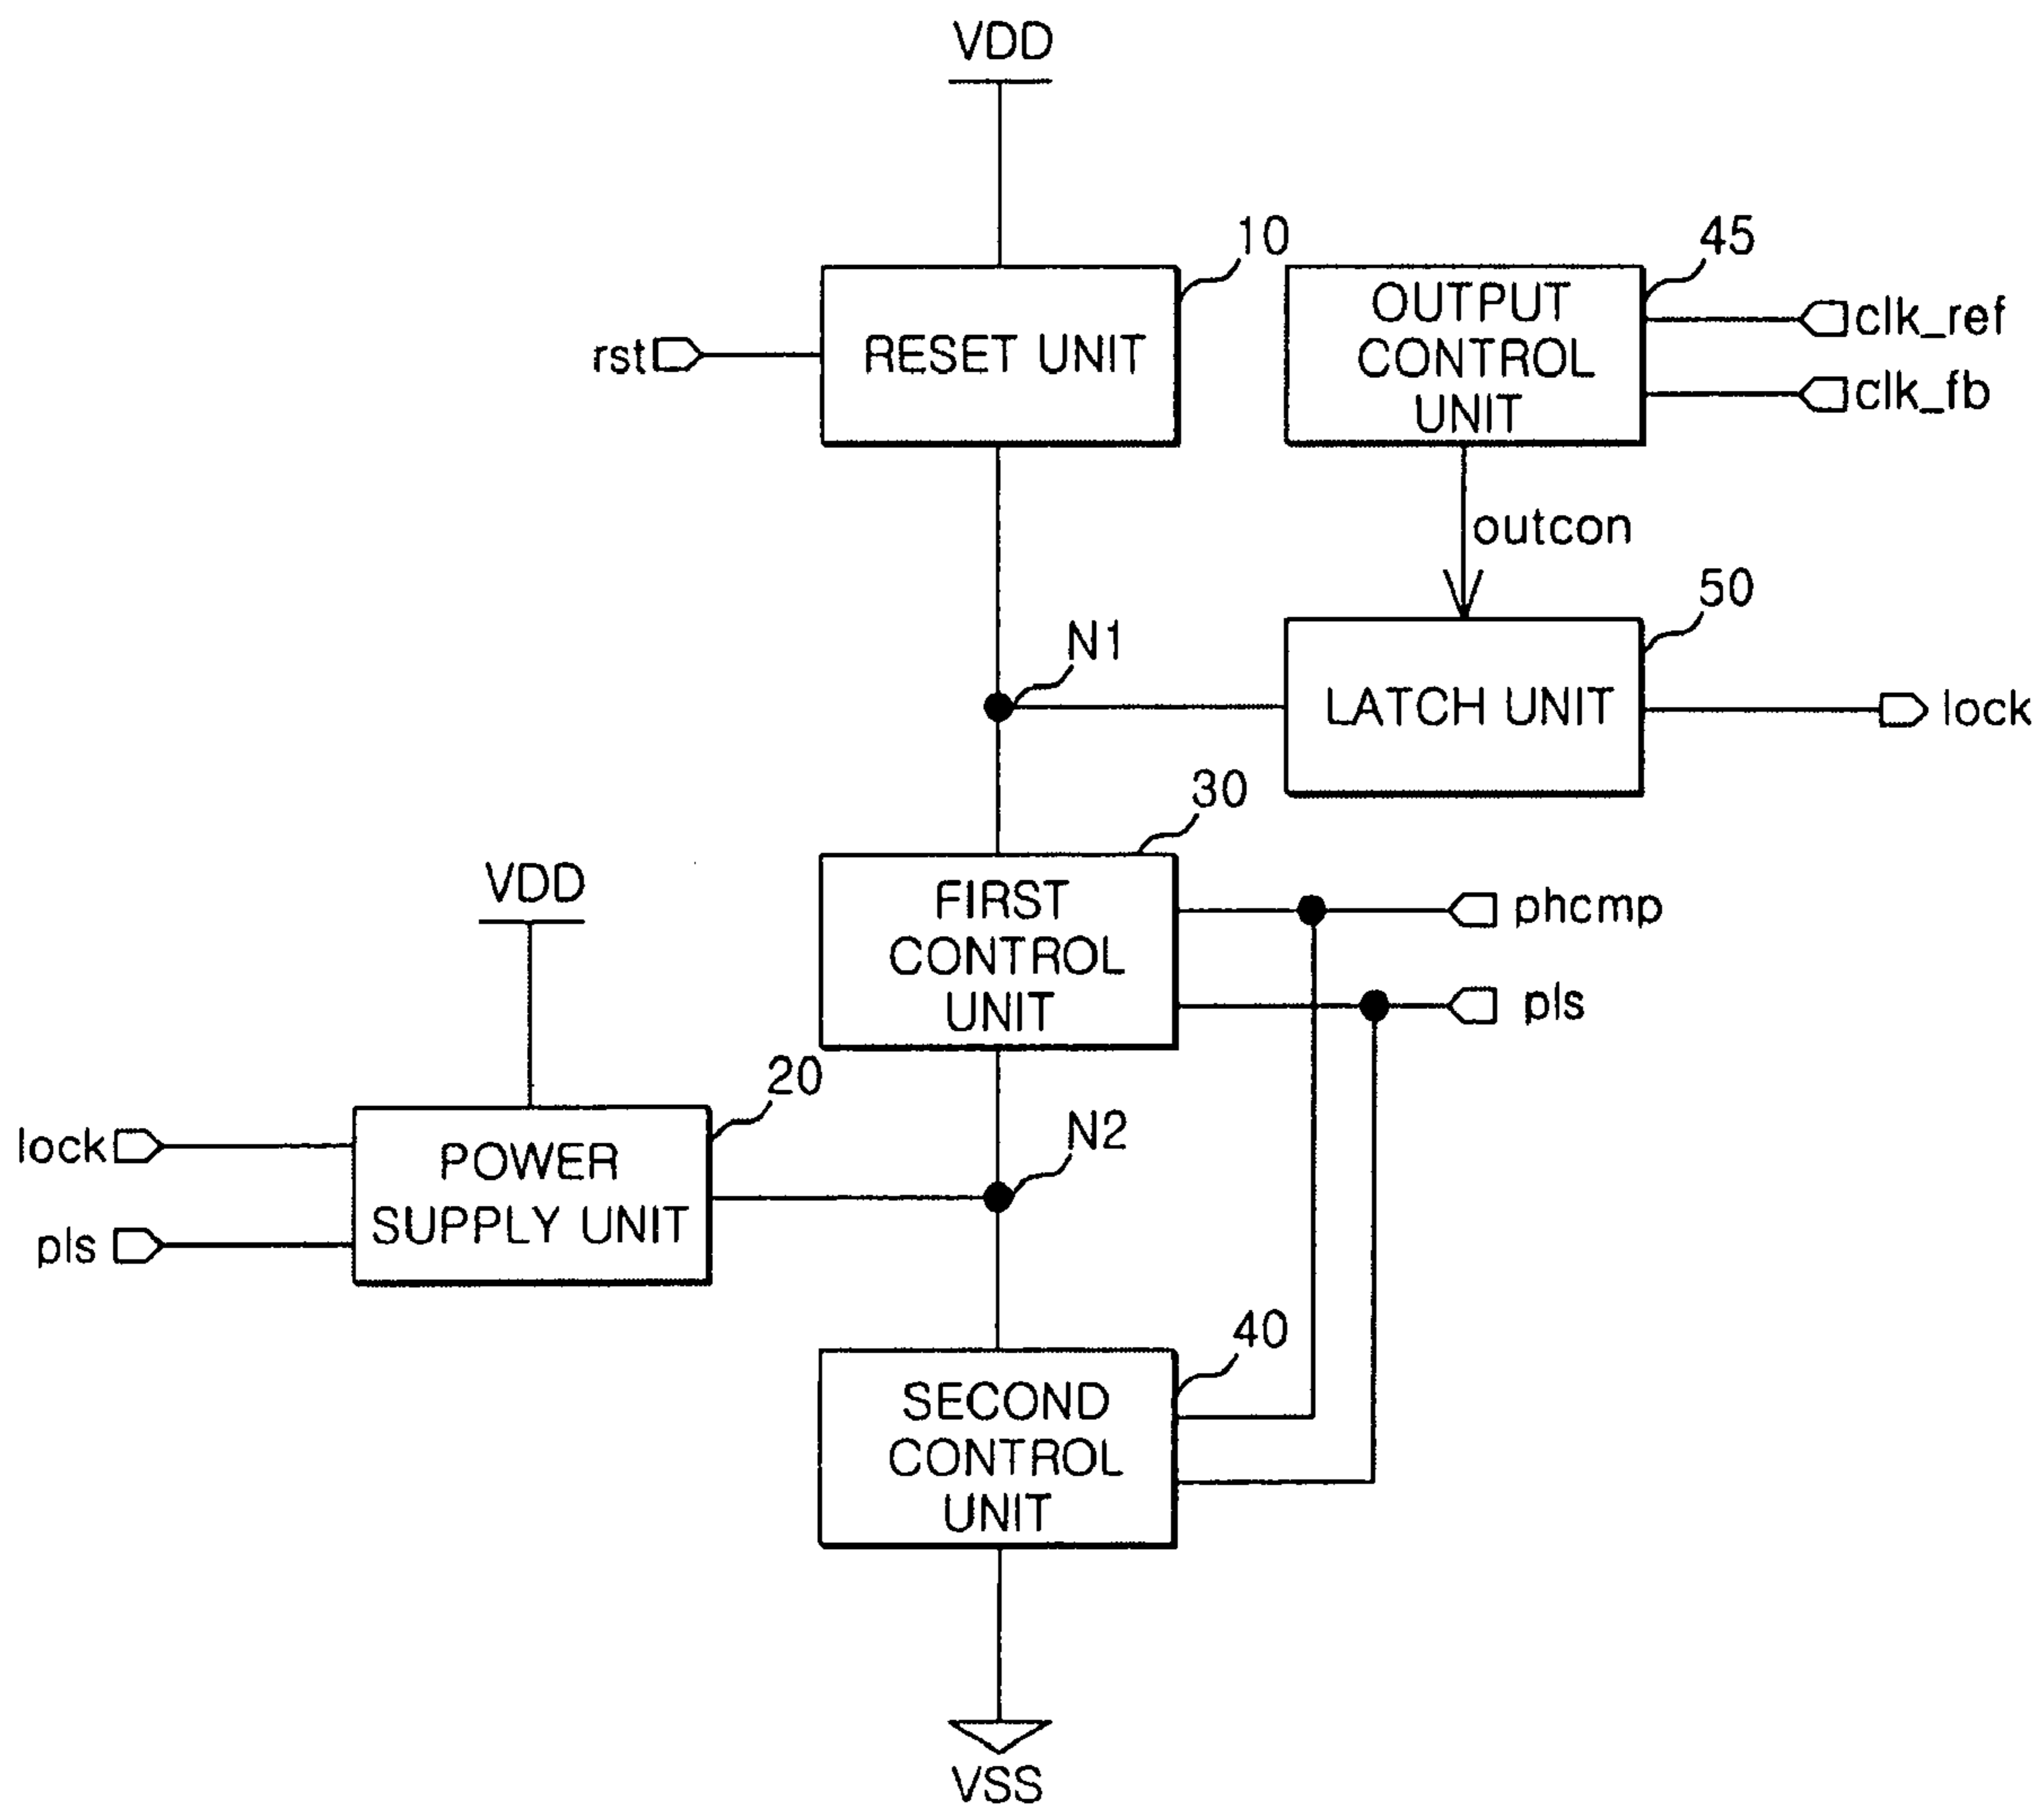 VDD
10
45
rst
RESET UNIT
OUTPUT
CONTROL
UNIT
clk_ref
clk_fb
outcon
50
N1
LATCH UNIT
lock
30
VDD
FIRST
CONTROL
UNIT
phcmp
pls
20
N2
lock
pls
POWER
SUPPLY UNIT
40
SECOND
CONTROL
UNIT
VSS